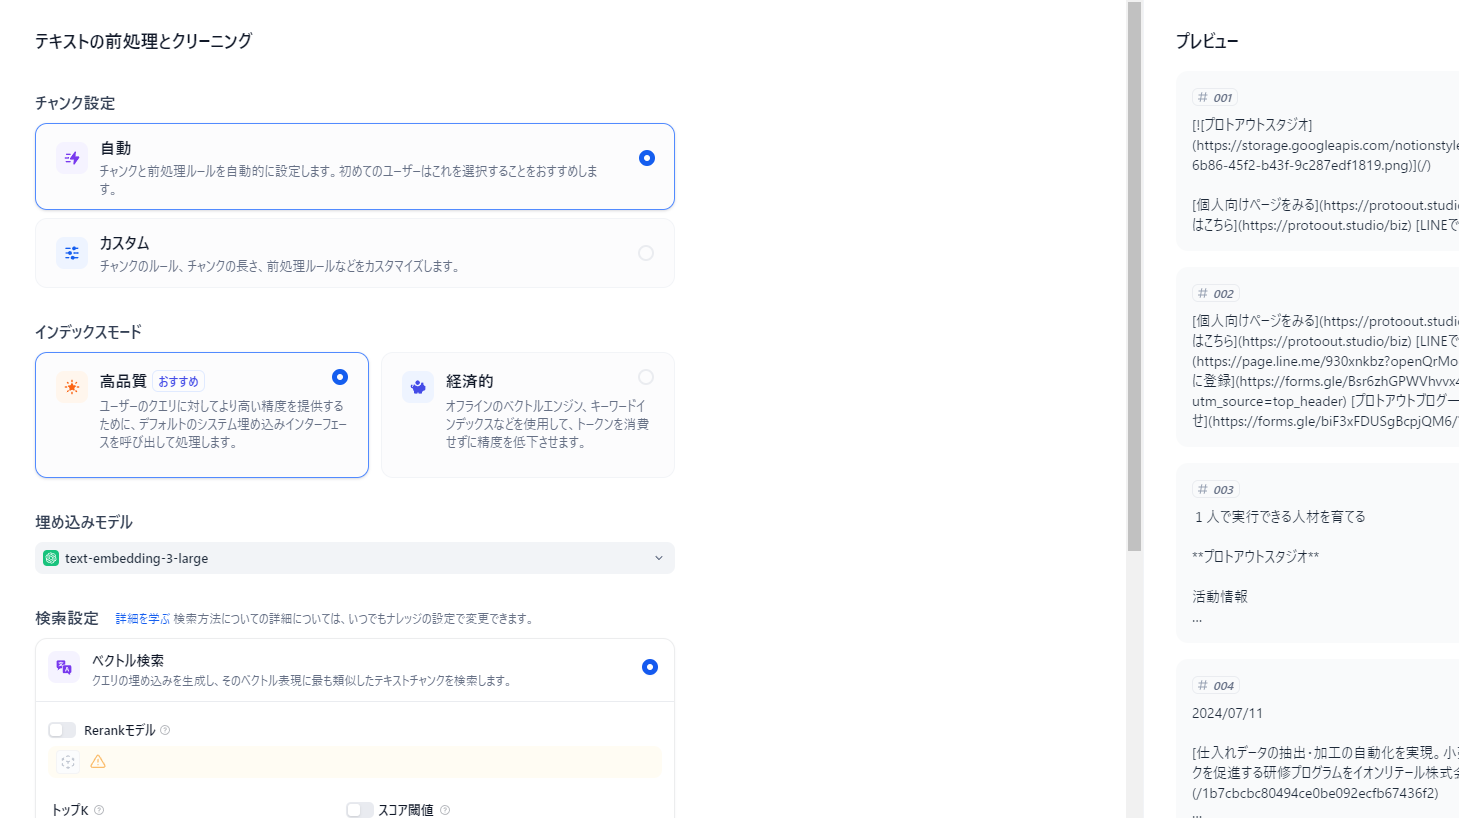 テキストの前処理とクリーニング
チャンク設定
自動
チャンクと前処理ルールを自動的に設定します。初めてのユーザーはこれを選択することをおすすめしま
す。
カスタム
チャンクのルール、チャンクの長さ、前処理ルールなどをカスタマイズします。
インデックスモード
高品質 おすすめ
ユーザーのクエリに対してより高い精度を提供する
ために、デフォルトのシステム埋め込みインターフェー
スを呼び出して処理します。
経済的
オフラインのベクトルエンジン、キーワードイ
ンデックスなどを使用して、トークンを消費
せずに精度を低下させます。
埋め込みモデル
text-embedding-3-large
検索設定 詳細を学ぶ 検索方法についての詳細については、いつでもナレッジの設定で変更できます。
ベクトル検索
クエリの埋め込みを生成し、そのベクトル表現に最も類似したテキストチャンクを検索します。
Rerankモデル
トップK スコア閾値
プレビュー
# 001
[![プロトアウトスタジオ]
(https://storage.googleapis.com/notionstyle
6b86-45f2-b43f-9c287edf1819.png)](/)
[個人向けページをみる](https://protoout.studi
はこちら](https://protoout.studio/biz) [LINEで
# 002
[個人向けページをみる](https://protoout.studi
はこちら](https://protoout.studio/biz) [LINEで
(https://page.line.me/930xnkbz?openQrMo
に登録](https://forms.gle/Bsr6zhGPWVhvvx4
utm_source=top_header) [プロトアウトブログー
せ](https://forms.gle/biF3xFDUSgBcpjQM6/
# 003
１人で実行できる人材を育てる
**プロトアウトスタジオ**
活動情報
...
# 004
2024/07/11
[仕入れデータの抽出・加工の自動化を実現。小
クを促進する研修プログラムをイオンリテール株式会
(/1b7cbcbc80494ce0be092ecfb67436f2)
...